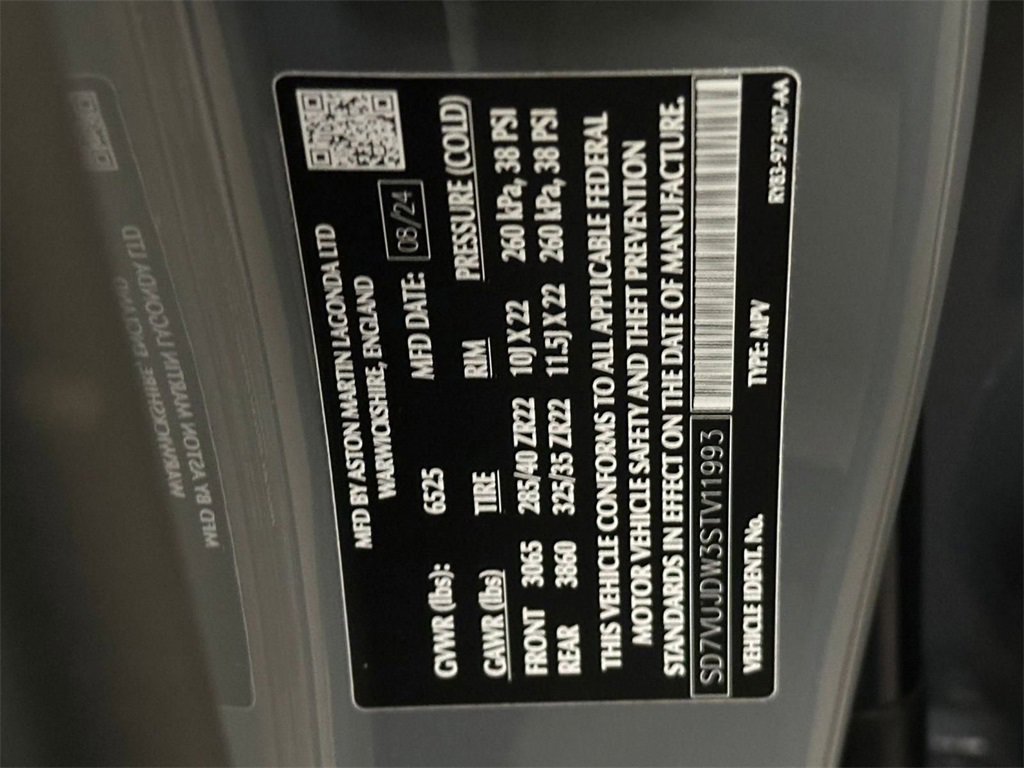 MFD BY ASTON MARTIN LAGONDA LTD
WARWICKSHIRE, ENGLAND
GVWR (lbs): 6525 MFD DATE: 08/24
GAWR (lbs) TIRE RIM PRESSURE (COLD)
FRONT 3065 285/40 ZR22 10J X 22 260 kPa, 38 PSI
REAR 3860 325/35 ZR22 11.5J X 22 260 kPa, 38 PSI
THIS VEHICLE CONFORMS TO ALL APPLICABLE FEDERAL
MOTOR VEHICLE SAFETY AND THEFT PREVENTION
STANDARDS IN EFFECT ON THE DATE OF MANUFACTURE.
SD7VUJDW3STV11993
VEHICLE IDENT. No. TYPE: MPV RY83-973407-AA